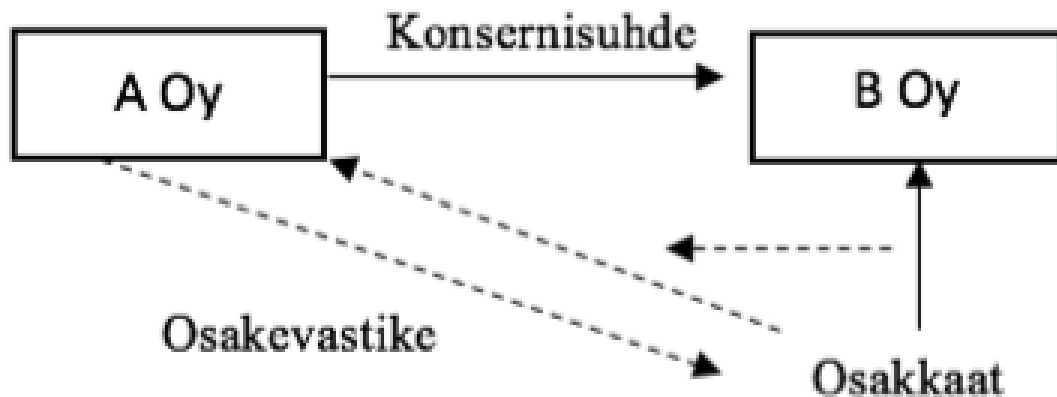 Konsernisuhde
A Oy
B Oy
Osakevastike
Osakkaat